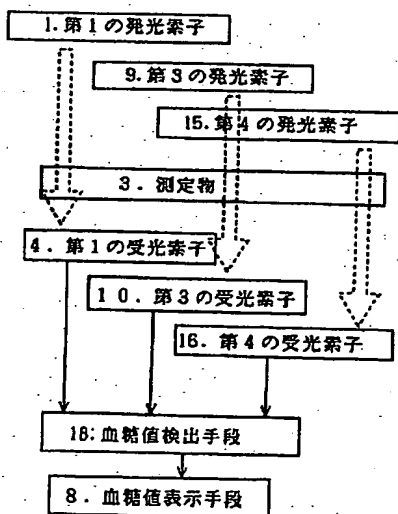 1.第1の発光素子
9.第3の発光素子
15.第4の発光素子
3.測定物
4.第1の受光素子
10.第3の受光素子
16.第4の受光素子
18:血糖値検出手段
8.血糖値表示手段